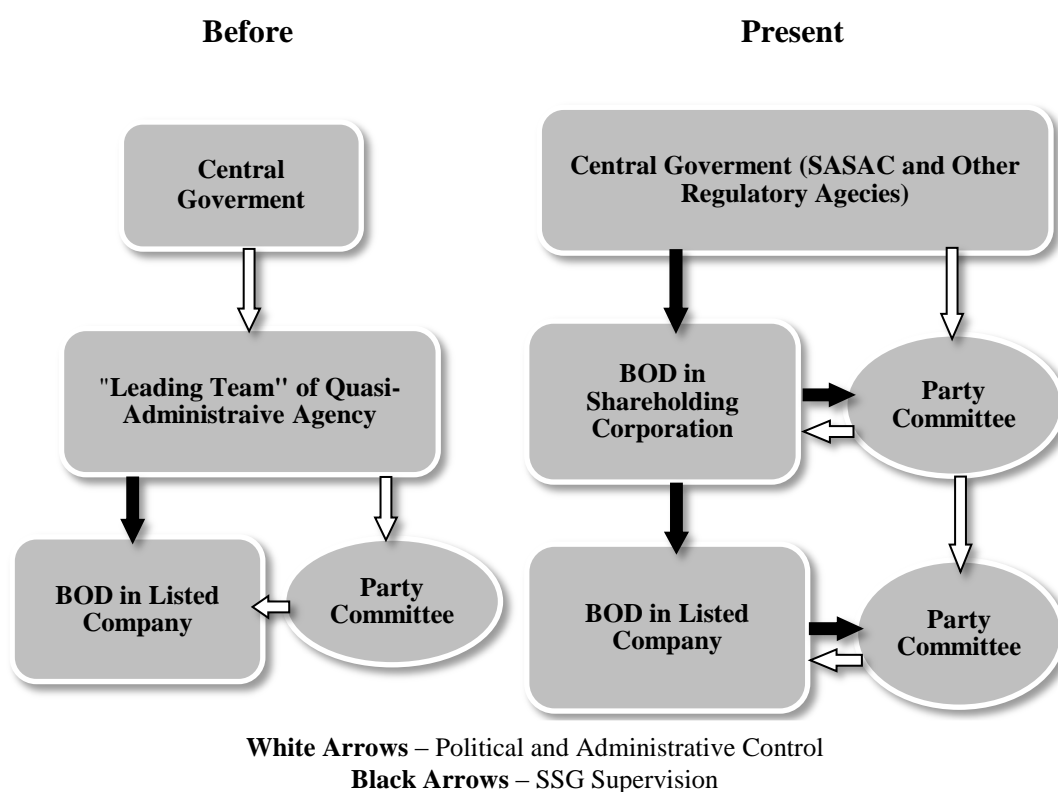 Before
Central
Goverment
"Leading Team" of Quasi-
Administraive Agency
BOD in Listed
Company
Party
Committee
Present
Central Goverment (SASAC and Other
Regulatory Agecies)
BOD in
Shareholding
Corporation
Party
Committee
BOD in Listed
Company
Party
Committee
White Arrows – Political and Administrative Control
Black Arrows – SSG Supervision